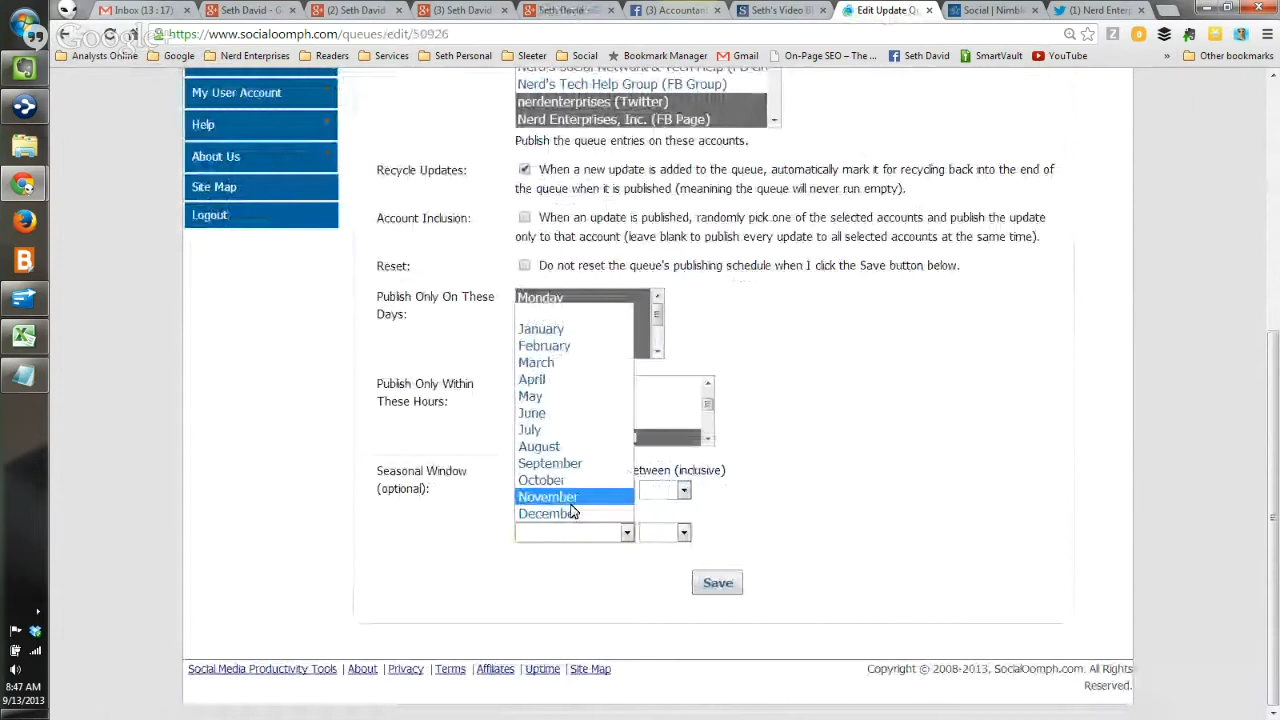 Inbox (13 : 17)
Seth David - G
(2) Seth David
(3) Seth David
Seth David
(3) Accountan
Seth's Video B
Edit Update Q
Social | Nimbl
(1) Nerd Enter
Google
https://www.socialoomph.com/queues/edit/50926
Analysts Online
Google
Nerd Enterprises
Readers
Services
Seth Personal
Sleeter
Social
Bookmark Manager
Gmail
On-Page SEO – The ...
Seth David
SmartVault
YouTube
»
Other bookmarks
My User Account
Help
About Us
Site Map
Logout
Nerd's Social Network & Tech Help (FB Gr
Nerd's Tech Help Group (FB Group)
nerdenterprises (Twitter)
Nerd Enterprises, Inc. (FB Page)
Publish the queue entries on these accounts.
Recycle Updates:
When a new update is added to the queue, automatically mark it for recycling back into the end of
the queue when it is published (meanining the queue will never run empty).
Account Inclusion:
When an update is published, randomly pick one of the selected accounts and publish the update
only to that account (leave blank to publish every update to all selected accounts at the same time).
Reset:
Do not reset the queue's publishing schedule when I click the Save button below.
Publish Only On These
Days:
Monday
January
February
March
April
May
June
July
August
September
October
November
December
Publish Only Within
These Hours:
Seasonal Window
(optional):
etween (inclusive)
Save
Social Media Productivity Tools | About | Privacy | Terms | Affiliates | Uptime | Site Map
Copyright © 2008-2013, SocialOomph.com. All Rights
Reserved.
8:47 AM
9/13/2013